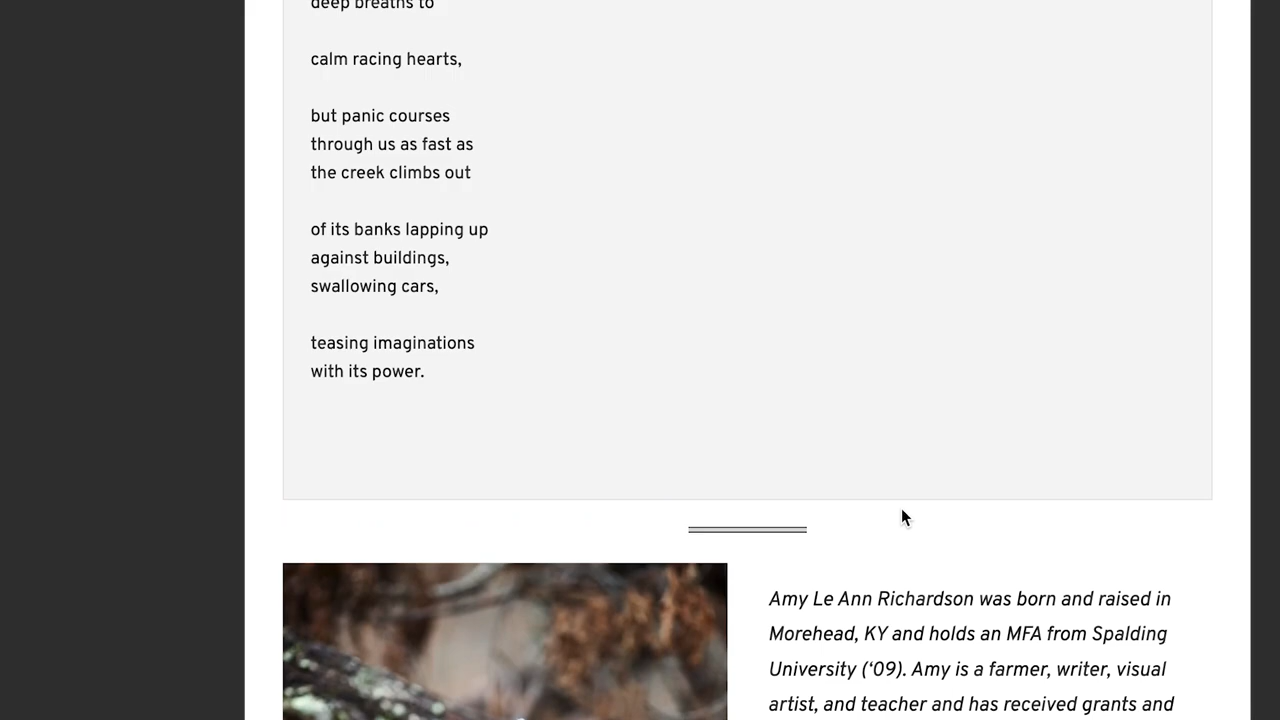 deep breaths to
calm racing hearts,
but panic courses
through us as fast as
the creek climbs out
of its banks lapping up
against buildings,
swallowing cars,
teasing imaginations
with its power.
Amy Le Ann Richardson was born and raised in
Morehead, KY and holds an MFA from Spalding
University (‘09). Amy is a farmer, writer, visual
artist, and teacher and has received grants and